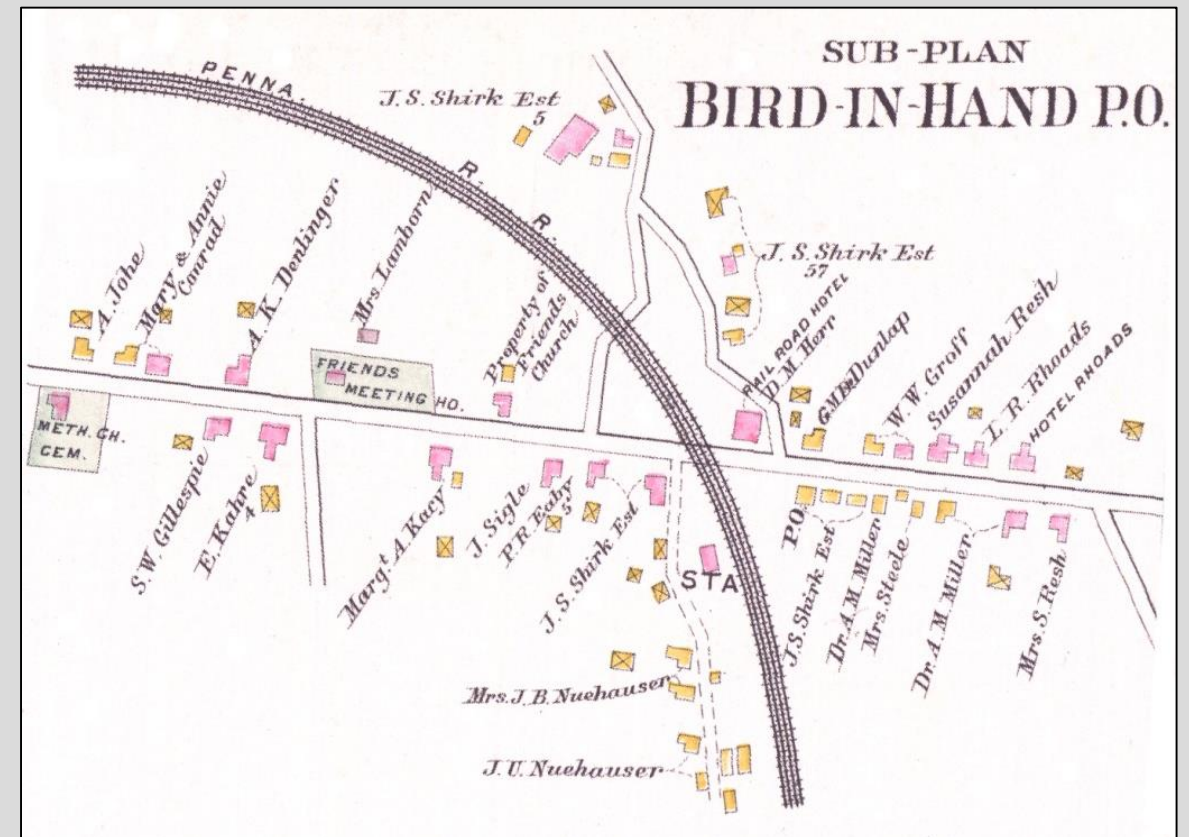 SUB-PLAN
BIRD-IN-HAND P.O.
PENNA.
R.
R.
J. S. Shirk Est
5
J. S. Shirk Est
57
A. Johe
Mary & Annie
Conrad
A. K. Denlinger
Mrs. Lamborn
Property of
Friends
Church
FRIENDS
MEETING HO.
METH. CH.
CEM.
RAIL ROAD HOTEL
D. M. Herr
Dunlap
W. W. Groff
Susannah Resh
L. R. Rhoads
HOTEL RHOADS
S. W. Gillespie
E. Kahre
4
Margt. A Kacy
J. Sigle
P. R. Eaby
5
J. S. Shirk Est
STA
P.O.
J. S. Shirk Est
Dr. A. M Miller
Mrs. Steele
Dr. A. M. Miller
Mrs. S. Resh
Mrs. J. B. Nuehauser
J. U. Nuehauser